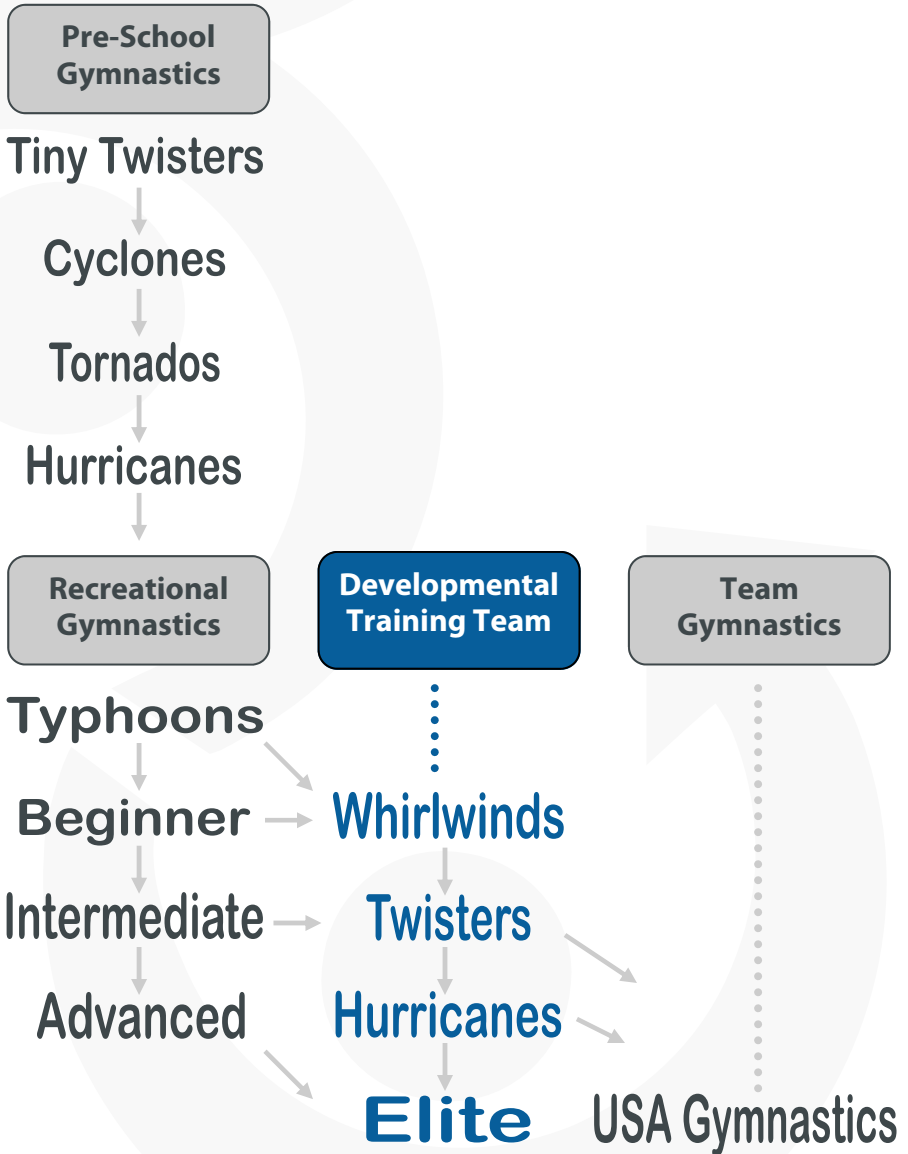 Pre-School
Gymnastics
Tiny Twisters
Cyclones
Tornados
Hurricanes
Recreational
Gymnastics
Typhoons
Beginner
Intermediate
Advanced
Developmental
Training Team
Whirlwinds
Twisters
Hurricanes
Elite
Team
Gymnastics
USA Gymnastics